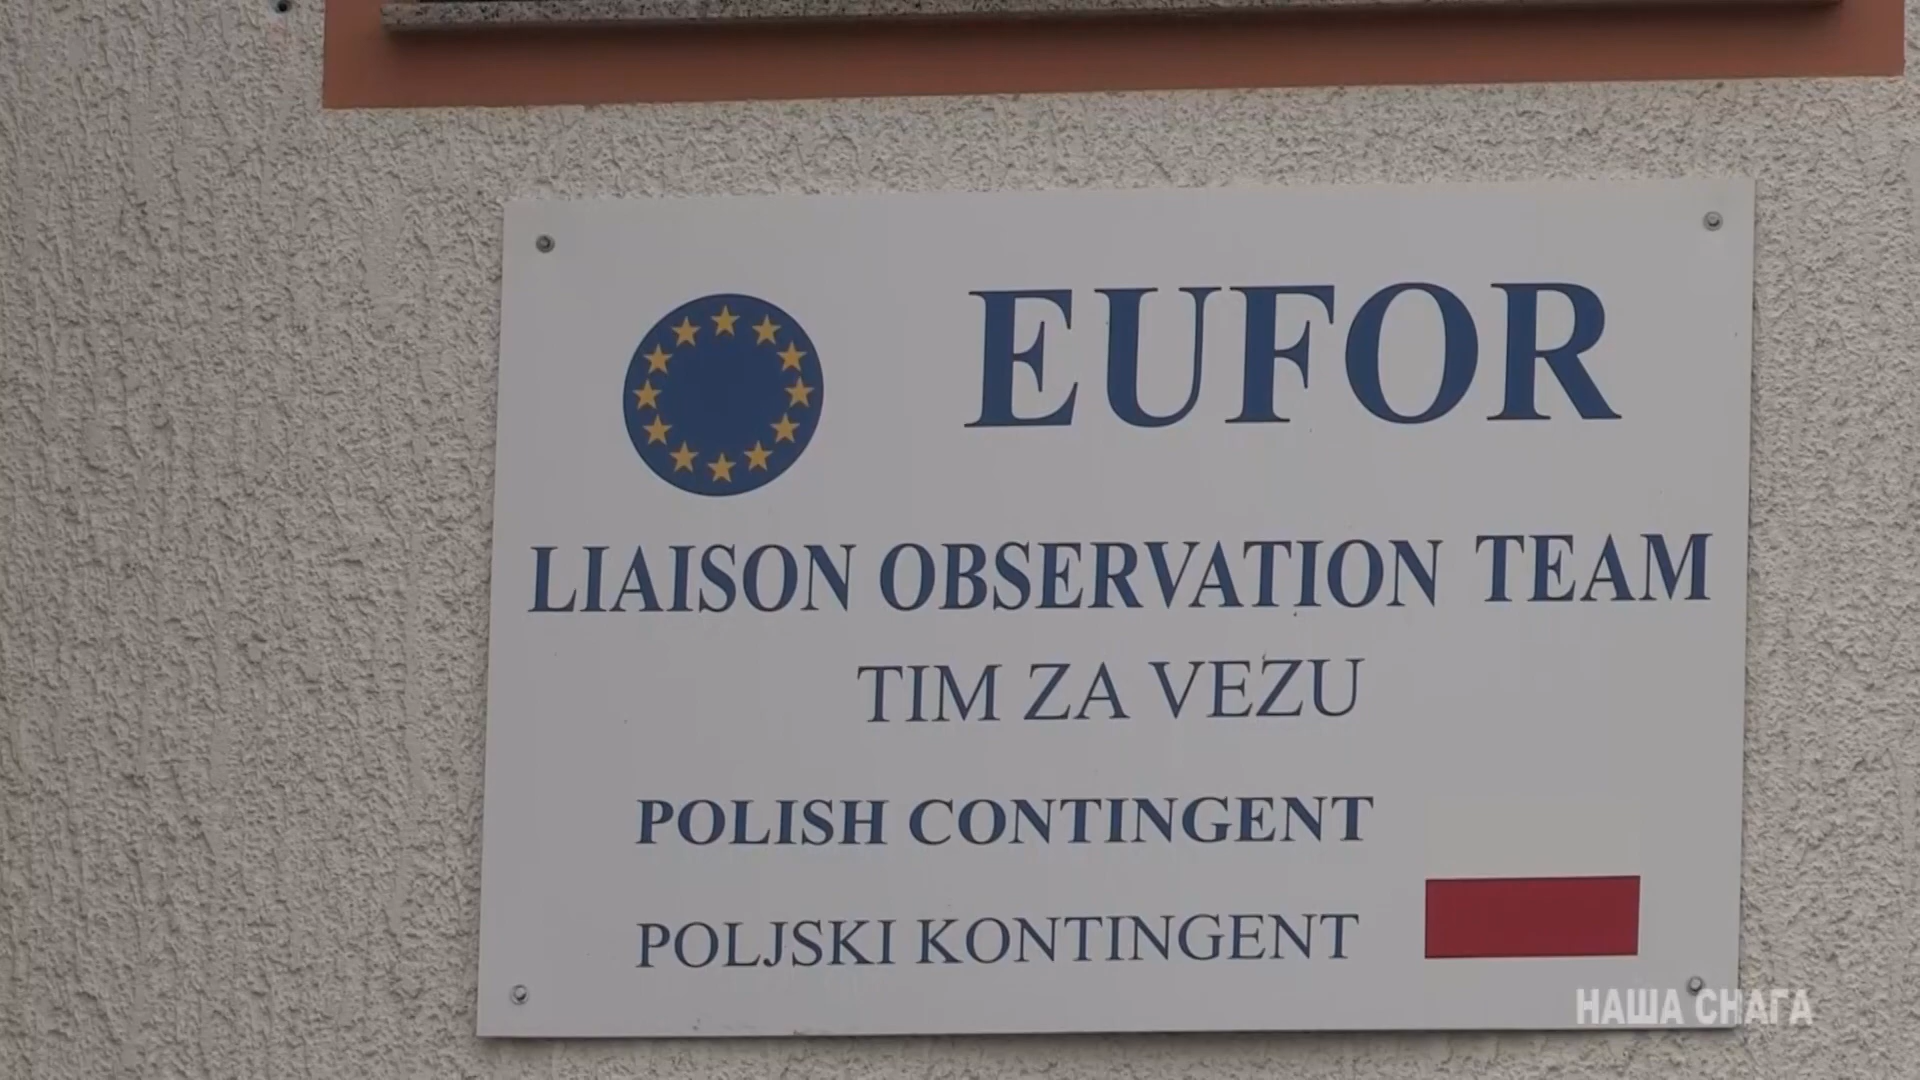 EUFOR
LIAISON OBSERVATION TEAM
TIM ZA VEZU
POLISH CONTINGENT
POLJSKI KONTINGENT
НАША СНАГА